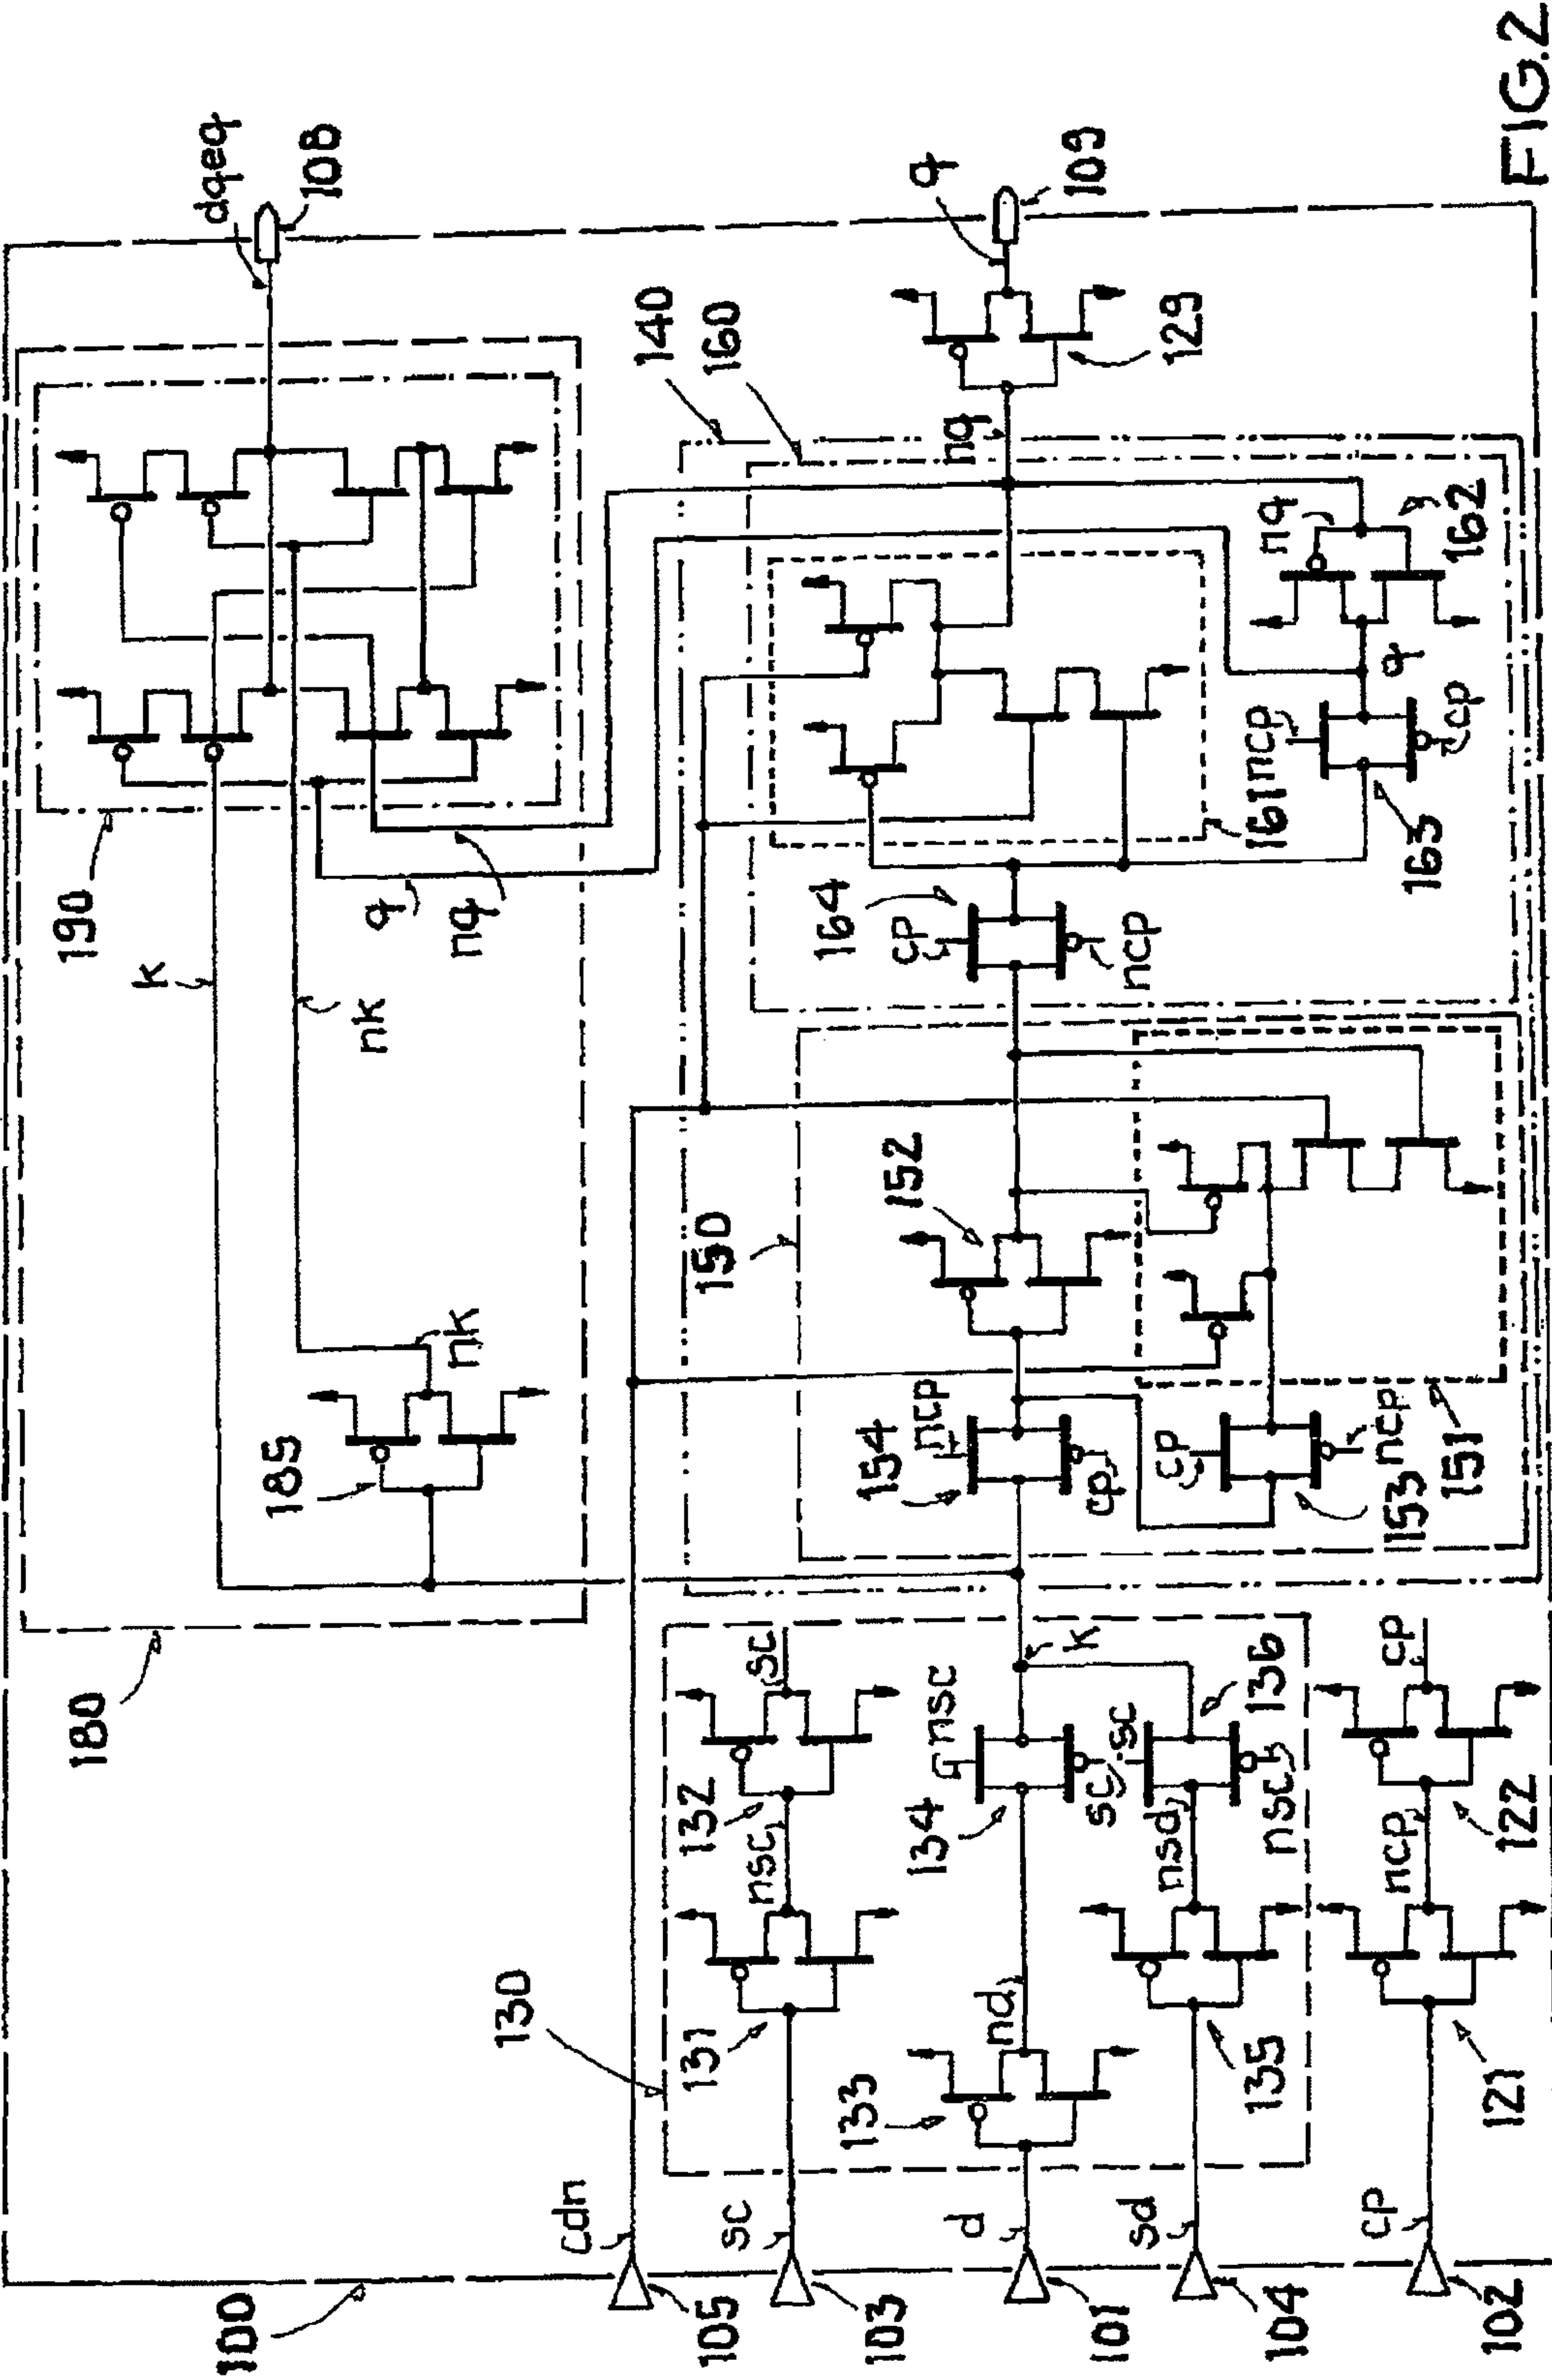 100
180
190
k
nk
185
nk
q
nq
dqeq
108
cdn
105
130
sc
103
131
nsc
132
sc
d
101
133
nd
134
nsc
sc
k
sd
104
135
nsd
sc
136
nsc
cp
102
121
ncp
122
cp
140
150
160
154
ncp
cp
152
cp
ncp
153
151
164
cp
ncp
161
ncp
cp
163
q
nq
162
nq
129
q
109
FIG.2